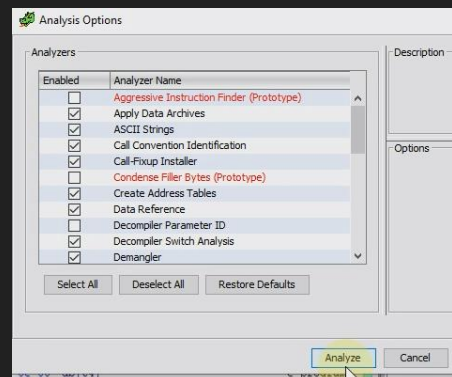 Analysis Options
Analyzers
Description
Enabled Analyzer Name
Aggressive Instruction Finder (Prototype)
Apply Data Archives
ASCII Strings
Call Convention Identification
Call-Fixup Installer
Condense Filler Bytes (Prototype)
Create Address Tables
Data Reference
Decompiler Parameter ID
Decompiler Switch Analysis
Demangler
Options
Select All Deselect All Restore Defaults
Analyze Cancel